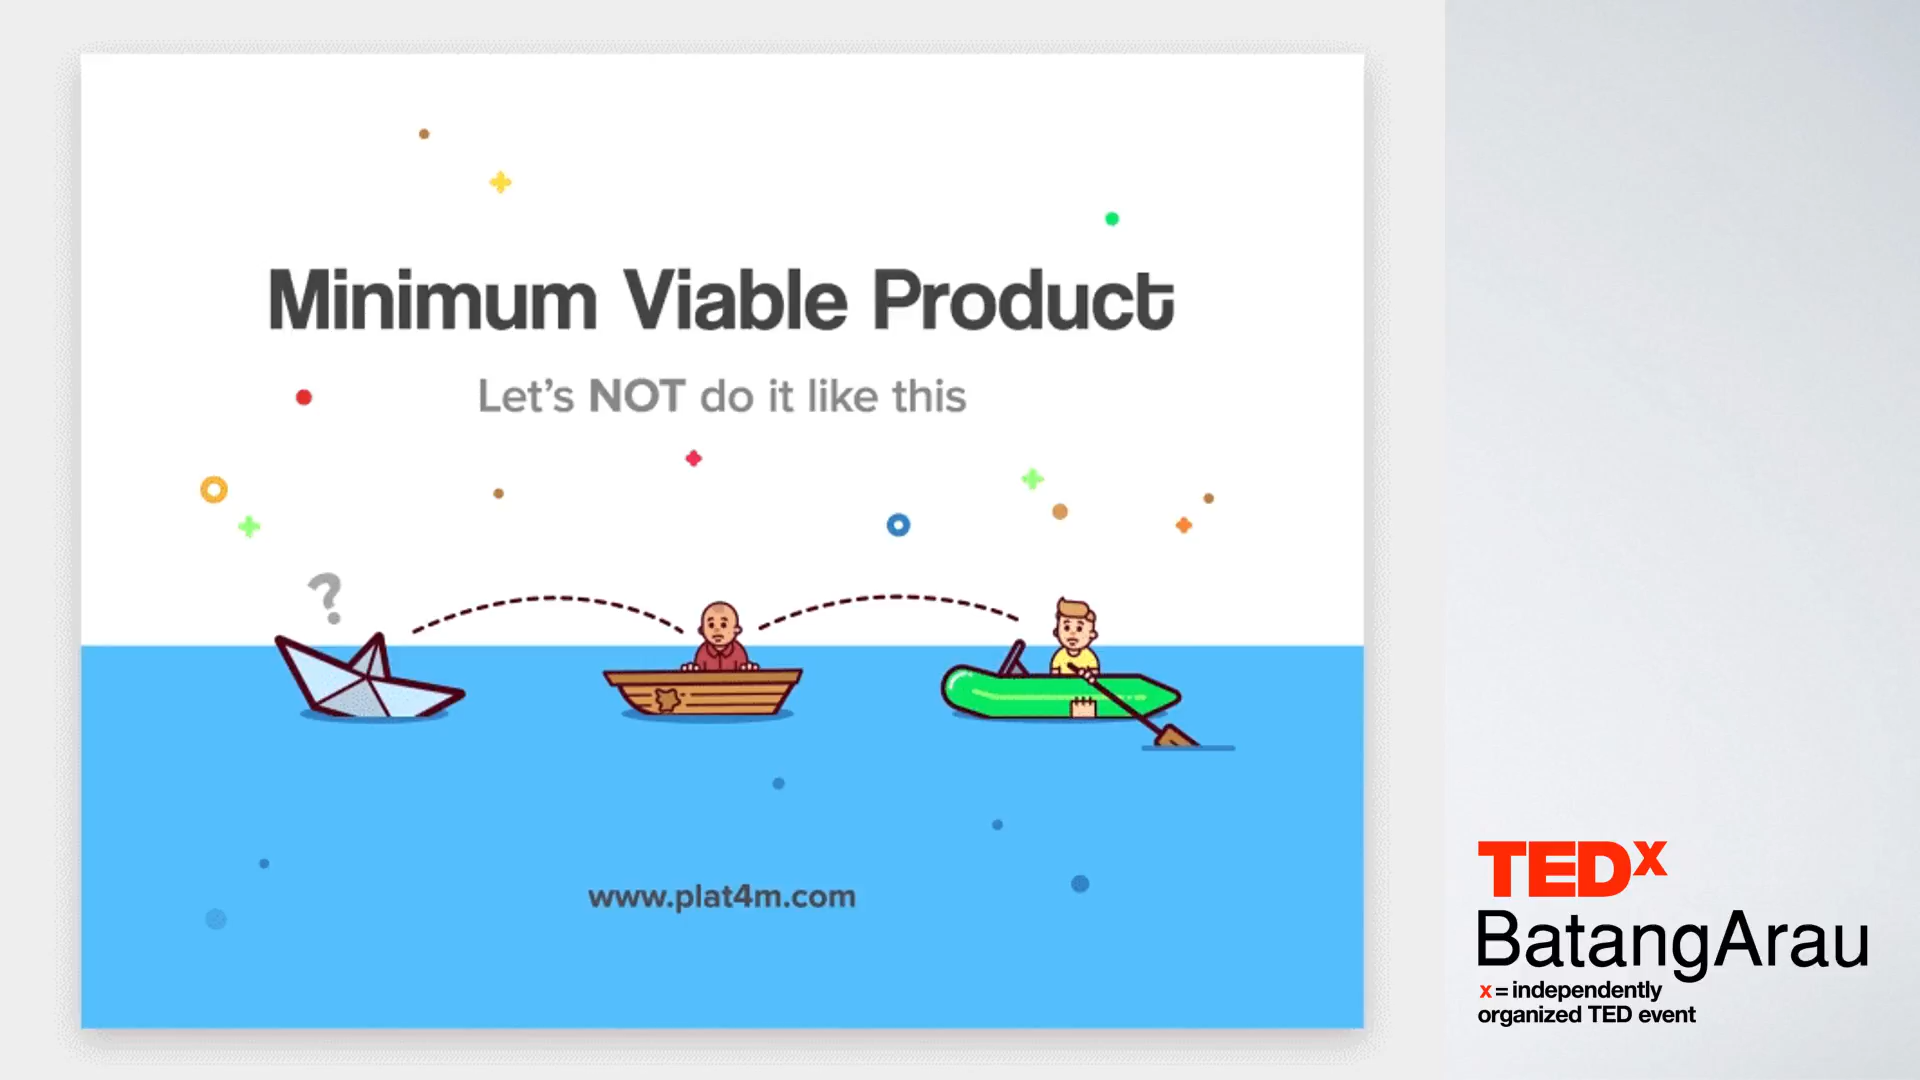 Minimum Viable Product
Let's NOT do it like this
?
www.plat4m.com
TEDx
BatangArau
x = independently
organized TED event